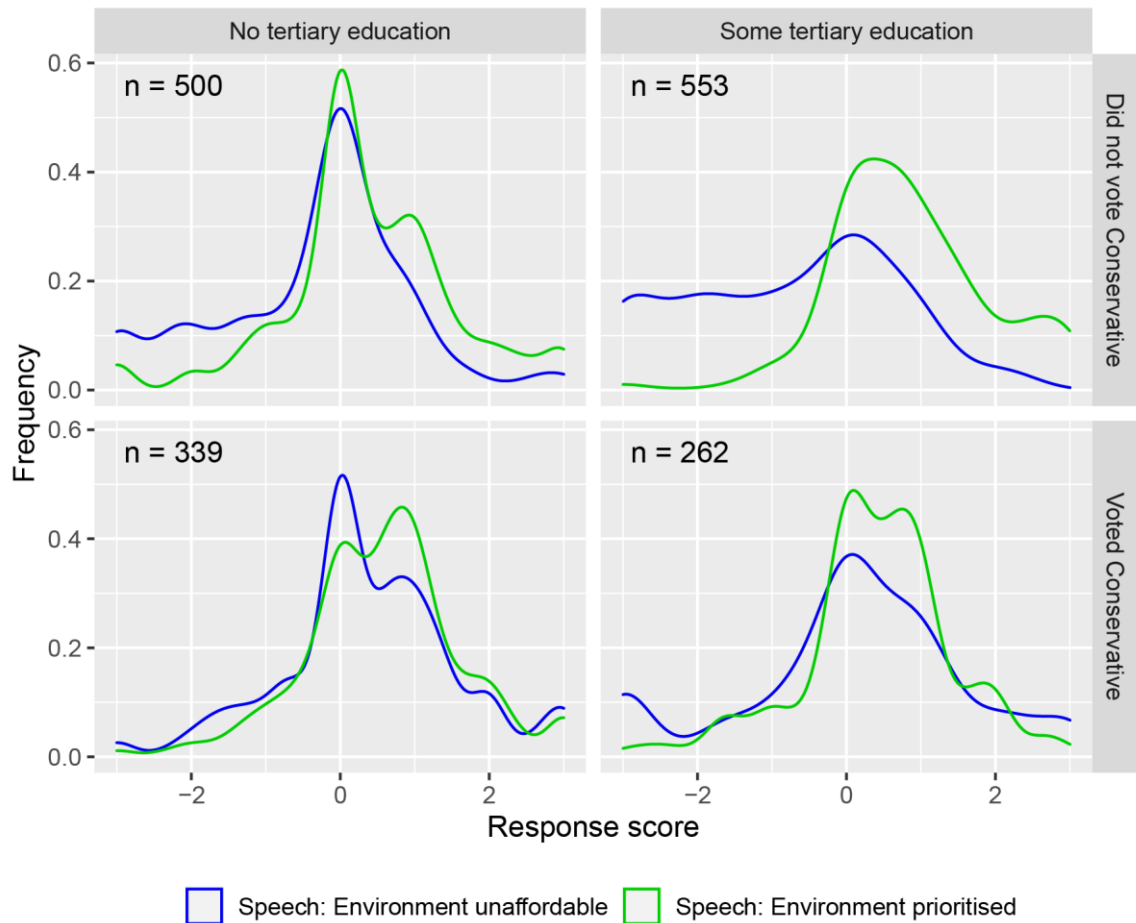 No tertiary education
Some tertiary education
0.6
n = 500
n = 553
0.4
0.2
0.0
Did not vote Conservative
Frequency
0.6
n = 339
n = 262
0.4
0.2
0.0
Voted Conservative
−2 0 2
−2 0 2
Response score
Speech: Environment unaffordable
Speech: Environment prioritised